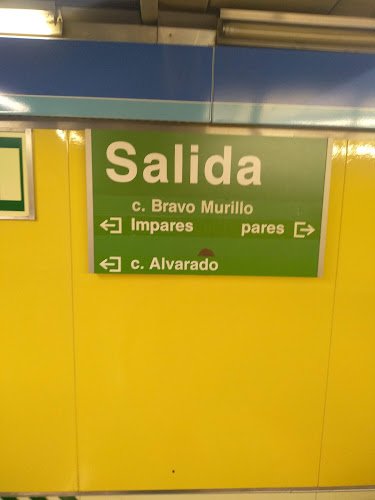 Salida
c. Bravo Murillo
Impares pares
c. Alvarado